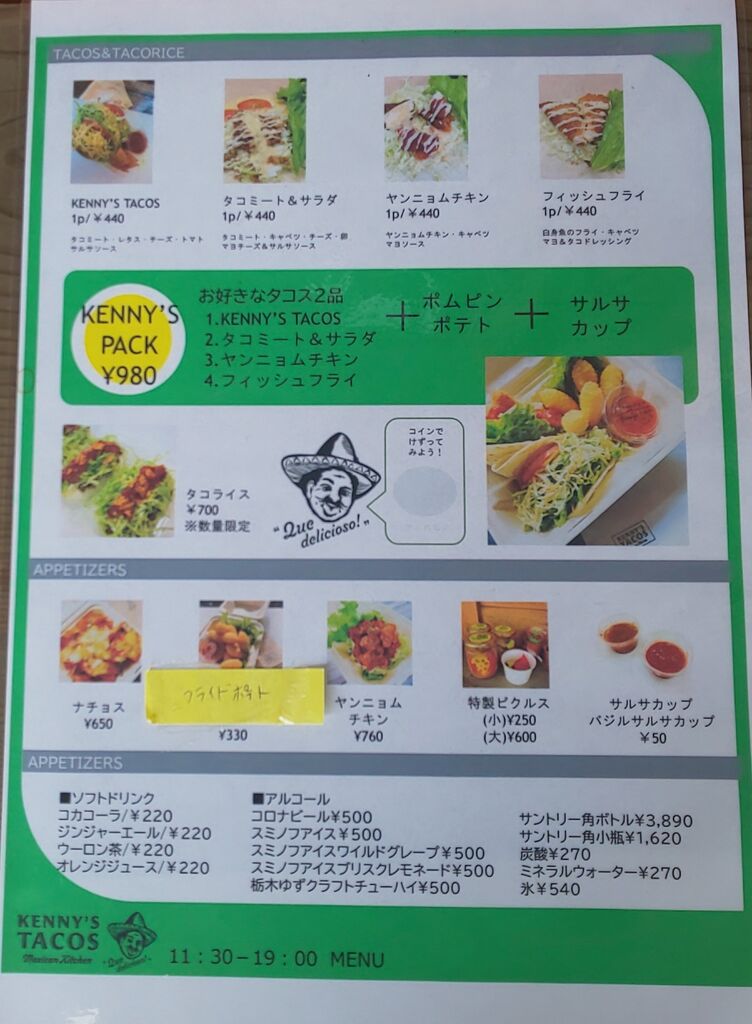 TACOS&TACORICE
KENNY'S TACOS
1p/￥440
タコミート・レタス・チーズ・トマト
サルサソース
タコミート＆サラダ
1p/￥440
タコミート・キャベツ・チーズ・卵
マヨチーズ&サルサソース
ヤンニョムチキン
1p/￥440
ヤンニョムチキン・キャベツ
マヨソース
フィッシュフライ
1p/￥440
白身魚のフライ・キャベツ
マヨ&タコドレッシング
KENNY'S
PACK
¥980
お好きなタコス2品
1.KENNY'S TACOS
2.タコミート＆サラダ
3.ヤンニョムチキン
4.フィッシュフライ
＋
ポムピン
ポテト
＋
サルサ
カップ
タコライス
￥700
※数量限定
"Que
delicioso!"
コインで
けずって
みよう！
KENNY'S
TACOS
APPETIZERS
ナチョス
¥650
フライドポテト
¥330
ヤンニョム
チキン
¥760
特製ピクルス
(小)¥250
(大)¥600
サルサカップ
バジルサルサカップ
￥50
APPETIZERS
■ソフトドリンク
コカコーラ/￥220
ジンジャーエール/￥220
ウーロン茶/￥220
オレンジジュース/￥220
■アルコール
コロナビール¥500
スミノフアイス￥500
スミノフアイスワイルドグレープ￥500
スミノフアイスブリスクレモネード￥500
栃木ゆずクラフトチューハイ¥500
サントリー角ボトル¥3,890
サントリー角小瓶¥1,620
炭酸¥270
ミネラルウォーター¥270
氷￥540
KENNY'S
TACOS
Mexican Kitchen
"Que
delicioso!"
11：30－19：00 MENU